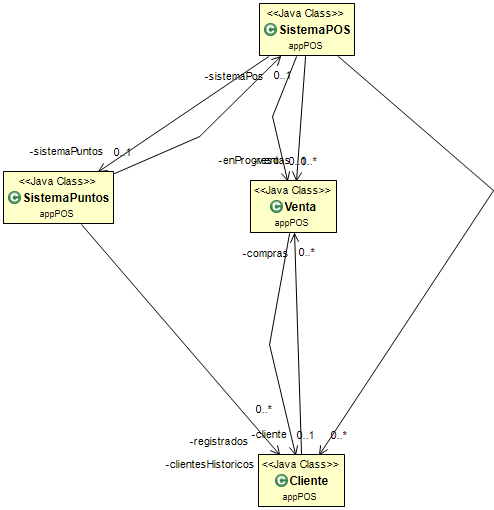 <<Java Class>>
SistemaPOS
appPOS
-sistemaPos
0..1
-sistemaPuntos
0..1
-enProgreso
-ventas
0..1
0..*
<<Java Class>>
SistemaPuntos
appPOS
<<Java Class>>
Venta
appPOS
-compras
0..*
0..*
-registrados
-cliente
0..1
0..*
-clientesHistoricos
<<Java Class>>
Cliente
appPOS